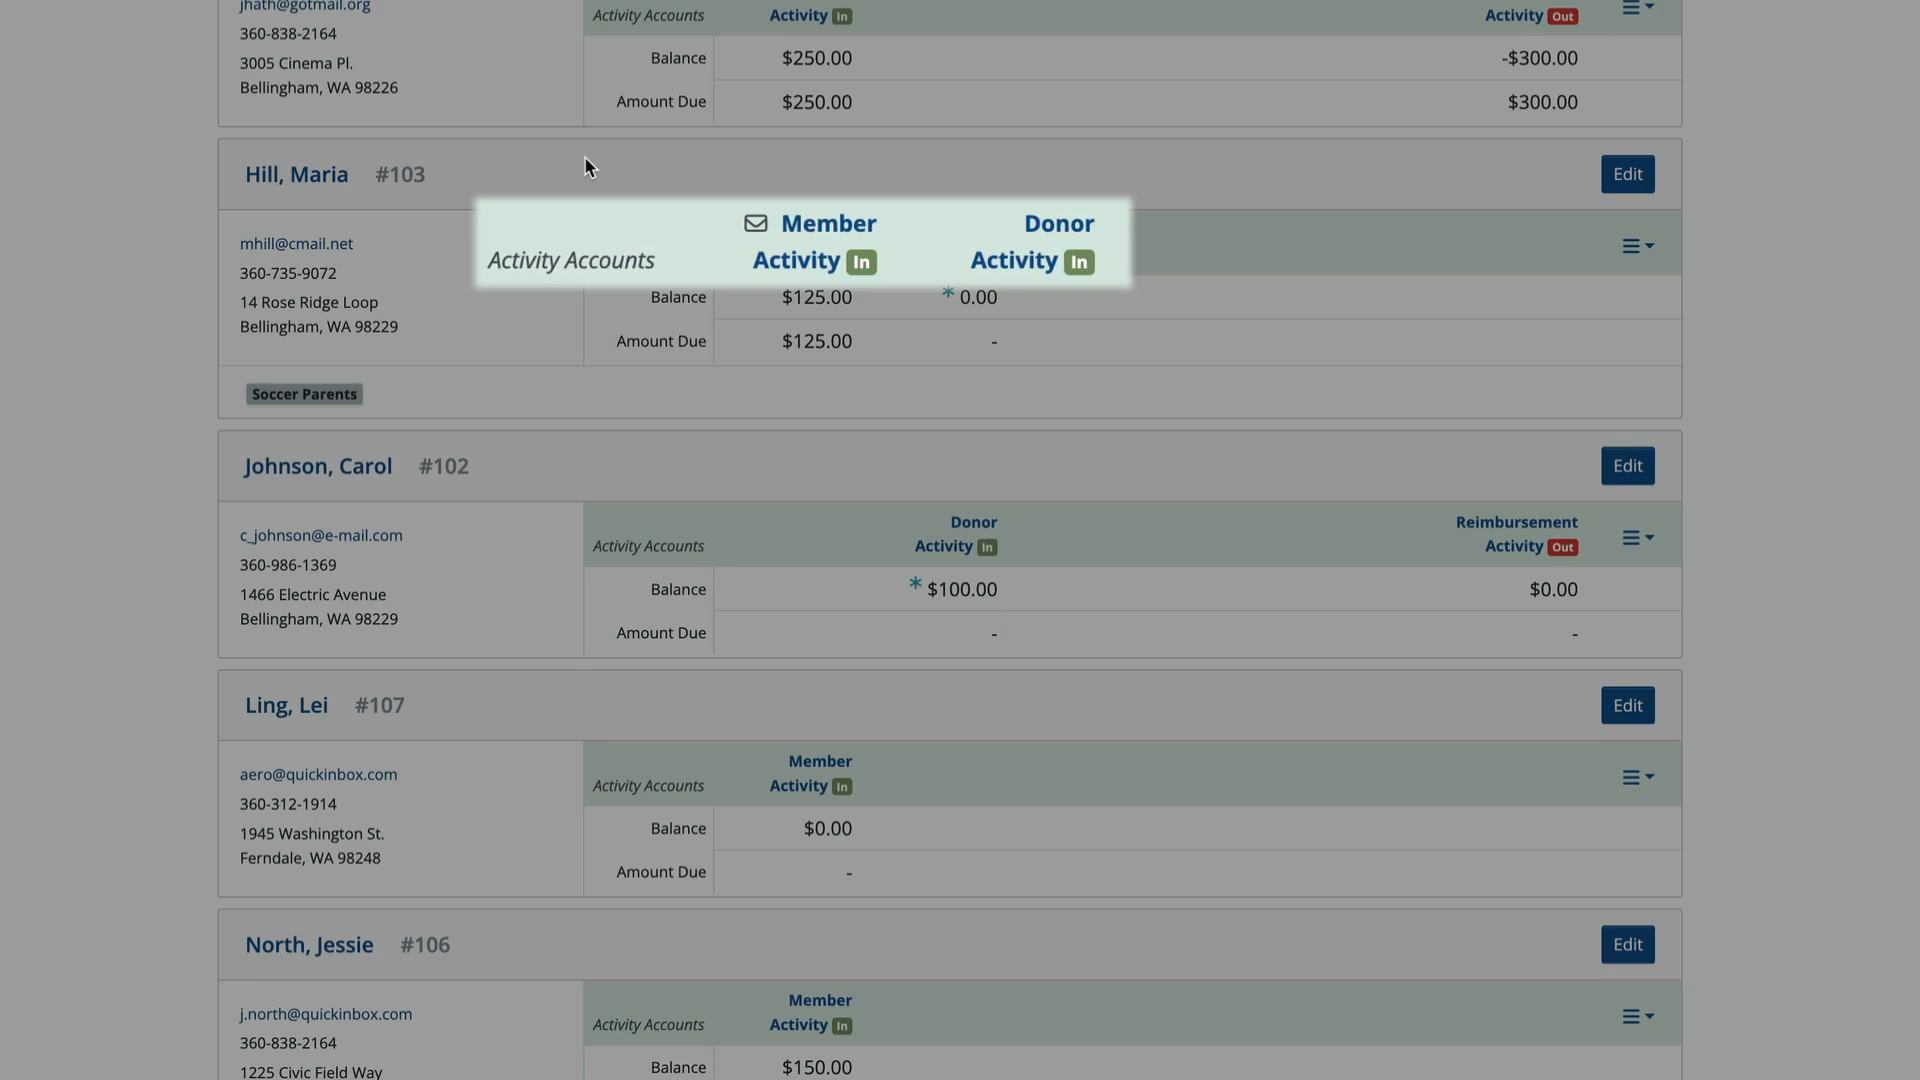 jhath@gotmail.org
360-838-2164
3005 Cinema Pl.
Bellingham, WA 98226
Activity Accounts Activity In Activity Out
Balance $250.00 -$300.00
Amount Due $250.00 $300.00
Hill, Maria #103 Edit
mhill@cmail.net
360-735-9072
14 Rose Ridge Loop
Bellingham, WA 98229
Member Donor
Activity Accounts Activity In Activity In
Balance $125.00 * 0.00
Amount Due $125.00 -
Soccer Parents
Johnson, Carol #102 Edit
c_johnson@e-mail.com
360-986-1369
1466 Electric Avenue
Bellingham, WA 98229
Donor Reimbursement
Activity Accounts Activity In Activity Out
Balance * $100.00 $0.00
Amount Due - -
Ling, Lei #107 Edit
aero@quickinbox.com
360-312-1914
1945 Washington St.
Ferndale, WA 98248
Member
Activity Accounts Activity In
Balance $0.00
Amount Due -
North, Jessie #106 Edit
j.north@quickinbox.com
360-838-2164
1225 Civic Field Way
Member
Activity Accounts Activity In
Balance $150.00